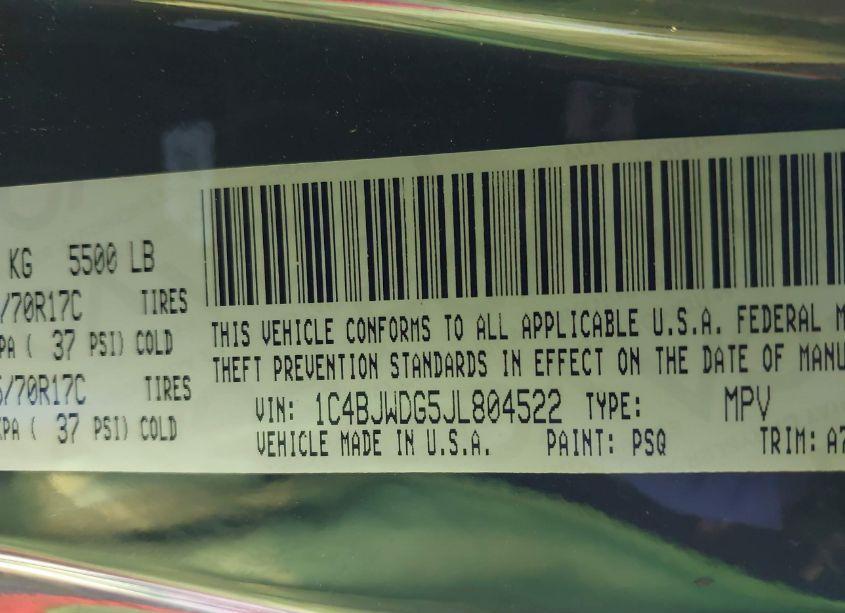 KG 5500 LB
/70R17C TIRES
PA ( 37 PSI) COLD
/70R17C TIRES
KPA ( 37 PSI) COLD
THIS VEHICLE CONFORMS TO ALL APPLICABLE U.S.A. FEDERAL M
THEFT PREVENTION STANDARDS IN EFFECT ON THE DATE OF MANU
VIN: 1C4BJWDG5JL804522 TYPE: MPV
VEHICLE MADE IN U.S.A. PAINT: PSQ TRIM: A7